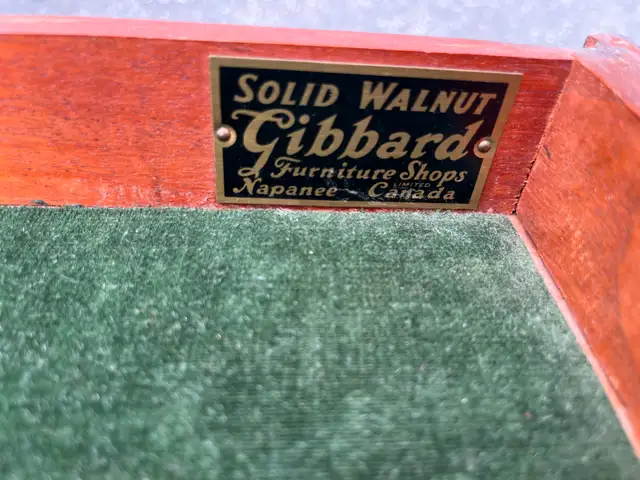 SOLID WALNUT
Gibbard
Furniture Shops
LIMITED
Napanee - Canada